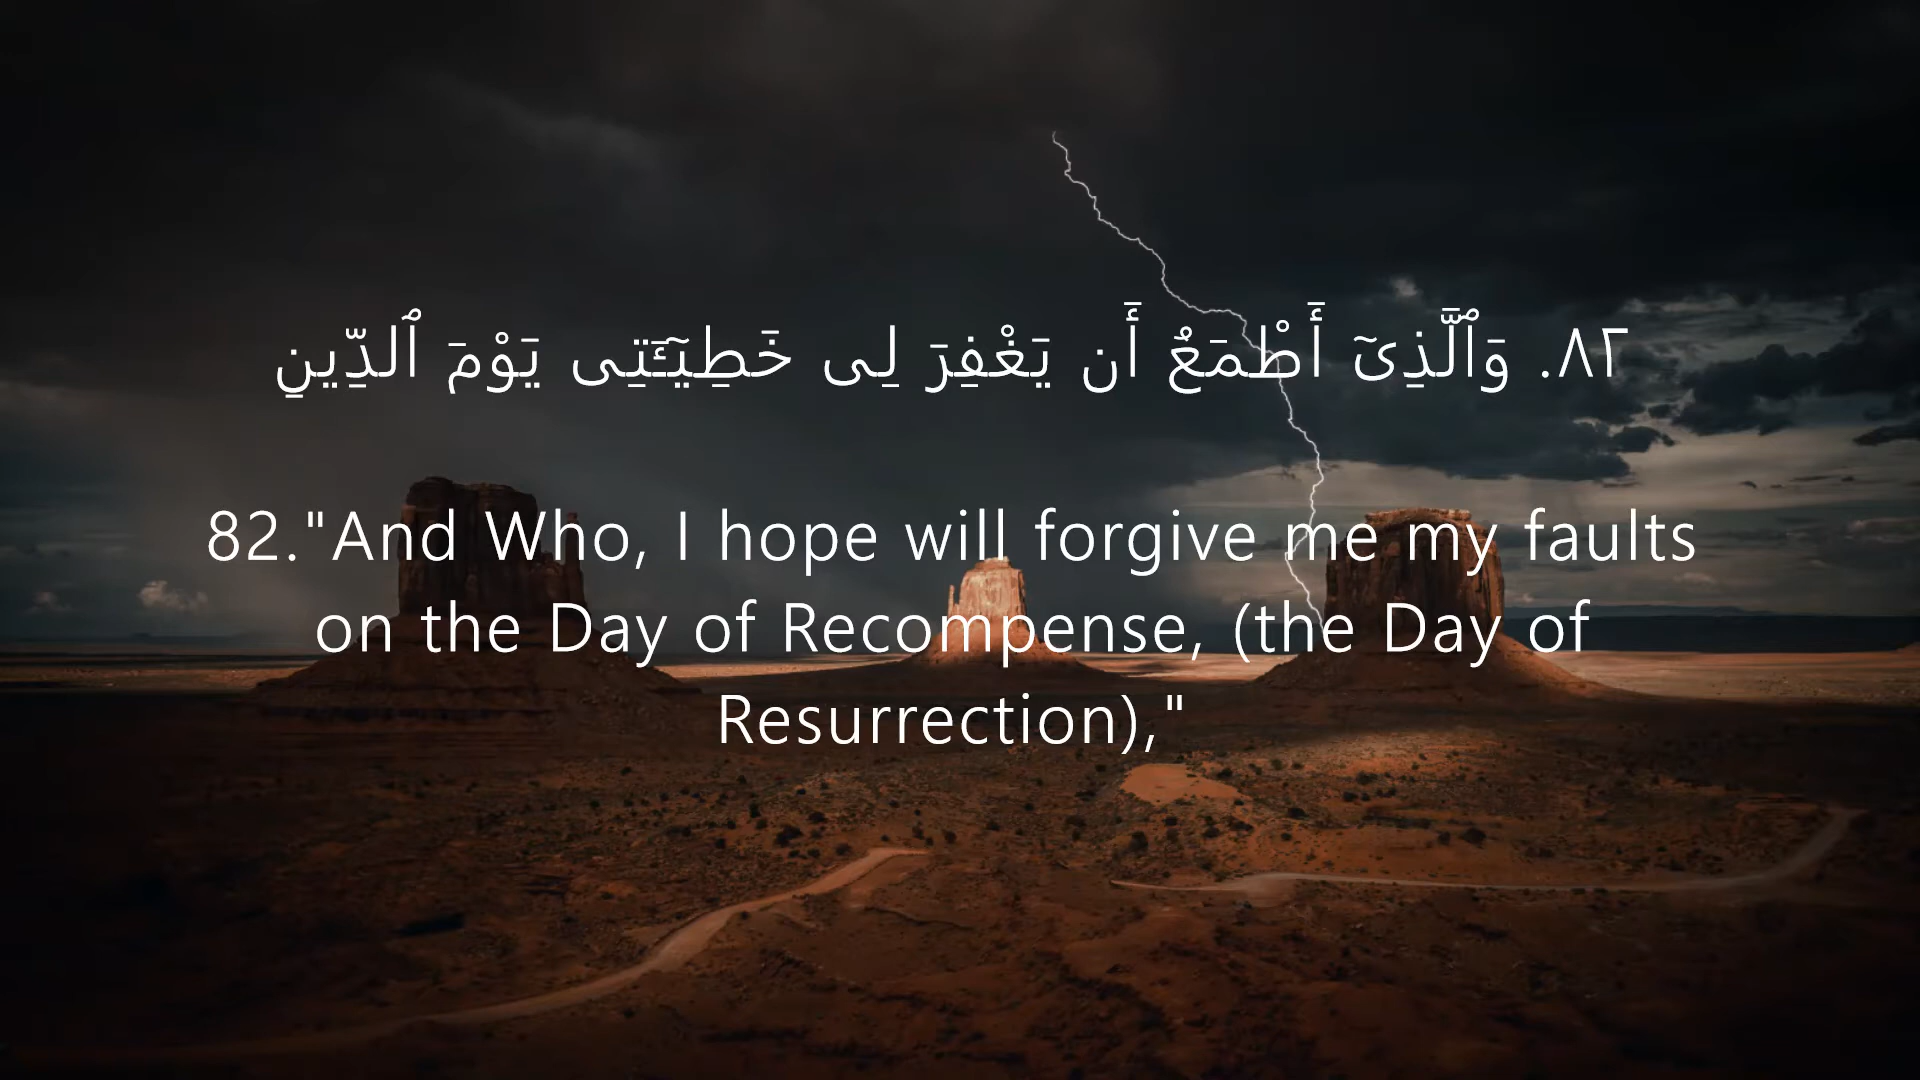 ٨٢. وَٱلَّذِىٓ أَطْمَعُ أَن يَغْفِرَ لِى خَطِيٓـَٔتِى يَوْمَ ٱلدِّينِ
82."And Who, I hope will forgive me my faults
on the Day of Recompense, (the Day of
Resurrection),"